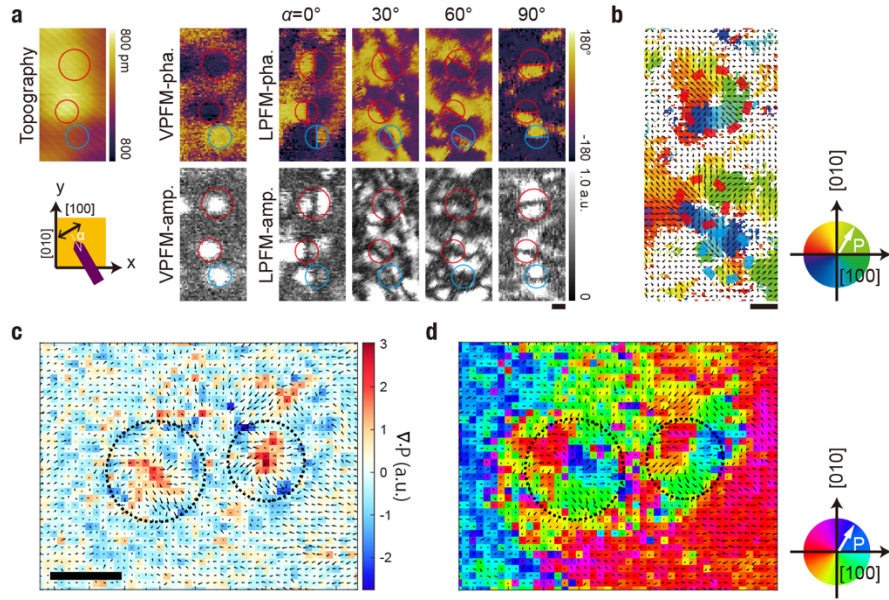 a
Topography
800 pm
800
VPFM-pha.
LPFM-pha.
α=0°
30°
60°
90°
180°
-180
y
[100]
[010]
α
x
VPFM-amp.
LPFM-amp.
1.0 a.u.
0
b
[010]
P
[100]
c
3
2
1
0
-1
-2
∇·P (a.u.)
d
[010]
P
[100]